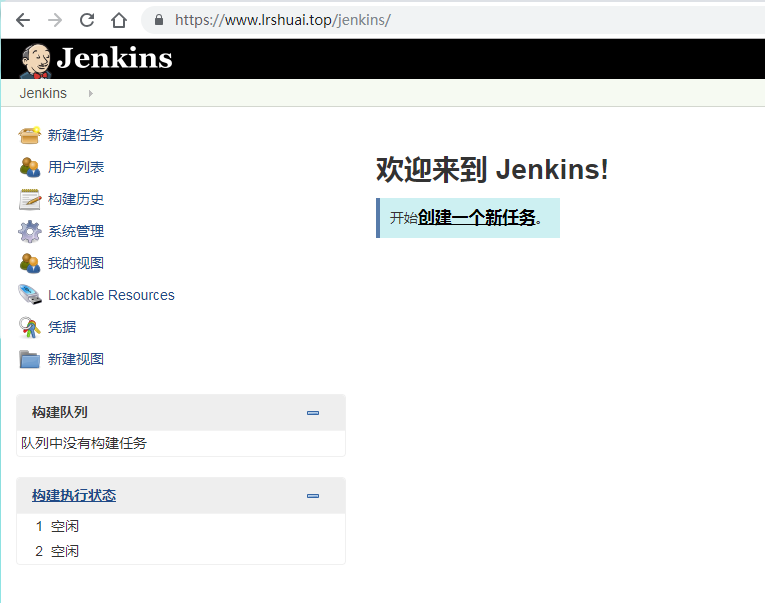 https://www.lrshuai.top/jenkins/
Jenkins
Jenkins
新建任务
用户列表
构建历史
系统管理
我的视图
Lockable Resources
凭据
新建视图
构建队列
队列中没有构建任务
构建执行状态
1 空闲
2 空闲
欢迎来到 Jenkins!
开始创建一个新任务。